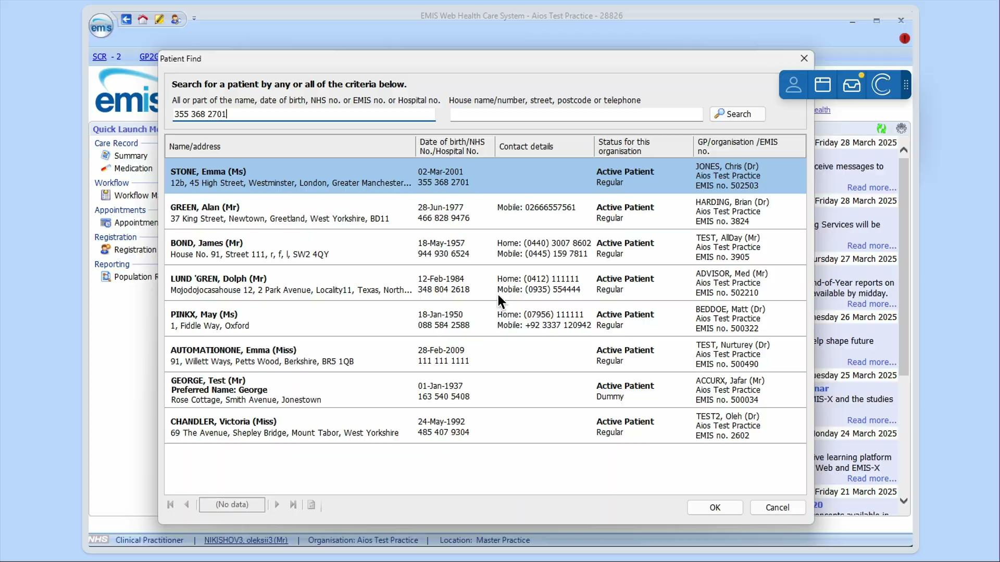 EMIS Web Health Care System - Aios Test Practice - 28826
emis
SCR - 2
GP2G
Patient Find
Search for a patient by any or all of the criteria below.
All or part of the name, date of birth, NHS no. or EMIS no. or Hospital no.
House name/number, street, postcode or telephone
355 368 2701
Search
Name/address
Date of birth/NHS No./Hospital No.
Contact details
Status for this organisation
GP/organisation /EMIS no.
STONE, Emma (Ms)
12b, 45 High Street, Westminster, London, Greater Manchester...
02-Mar-2001
355 368 2701
Active Patient
Regular
JONES, Chris (Dr)
Aios Test Practice
EMIS no. 502503
GREEN, Alan (Mr)
37 King Street, Newtown, Greetland, West Yorkshire, BD11
28-Jun-1977
466 828 9476
Mobile: 02666557561
Active Patient
Regular
HARDING, Brian (Dr)
Aios Test Practice
EMIS no. 3824
BOND, James (Mr)
House No. 91, Street 111, r, f, l, SW2 4QY
18-May-1957
944 930 6524
Home: (0440) 3007 8602
Mobile: (0445) 159 7811
Active Patient
Regular
TEST, AllDay (Mr)
Aios Test Practice
EMIS no. 3905
LUND 'GREN, Dolph (Mr)
Mojodojocasahouse 12, 2 Park Avenue, Locality11, Texas, North...
12-Feb-1984
348 804 2618
Home: (0412) 111111
Mobile: (0935) 554444
Active Patient
Regular
ADVISOR, Med (Mr)
Aios Test Practice
EMIS no. 502210
PINKX, May (Ms)
1, Fiddle Way, Oxford
18-Jan-1950
088 584 2588
Home: (07956) 111111
Mobile: +92 3337 120942
Active Patient
Regular
BEDDOE, Matt (Dr)
Aios Test Practice
EMIS no. 500322
AUTOMATIONONE, Emma (Miss)
91, Willett Ways, Petts Wood, Berkshire, BR5 1QB
28-Feb-2009
111 111 1111
Active Patient
Regular
TEST, Nurturey (Dr)
Aios Test Practice
EMIS no. 500490
GEORGE, Test (Mr)
Preferred Name: George
Rose Cottage, Smith Avenue, Jonestown
01-Jan-1937
163 540 5408
Active Patient
Dummy
ACCURX, Jafar (Mr)
Aios Test Practice
EMIS no. 500034
CHANDLER, Victoria (Miss)
69 The Avenue, Shepley Bridge, Mount Tabor, West Yorkshire
24-May-1992
485 407 9304
Active Patient
Regular
TEST2, Oleh (Dr)
Aios Test Practice
EMIS no. 2602
(No data)
OK
Cancel
emis
Quick Launch Me
Care Record
Summary
Medication
Workflow
Workflow M
Appointments
Appointmen
Registration
Registration
Reporting
Population R
ealth
Friday 28 March 2025
ceive messages to
Read more...
Friday 28 March 2025
g Services will be
Read more...
ursday 27 March 2025
nd-of-Year reports on
available by midday.
Read more...
nesday 26 March 2025
elp shape future
Read more...
uesday 25 March 2025
nar
IIS-X and the studies
Read more...
londay 24 March 2025
ive learning platform
Web and EMIS-X
Read more...
Friday 21 March 2025
20
NHS
Clinical Practitioner | NIKISHOV3, oleksii3 (Mr) | Organisation: Aios Test Practice | Location: Master Practice